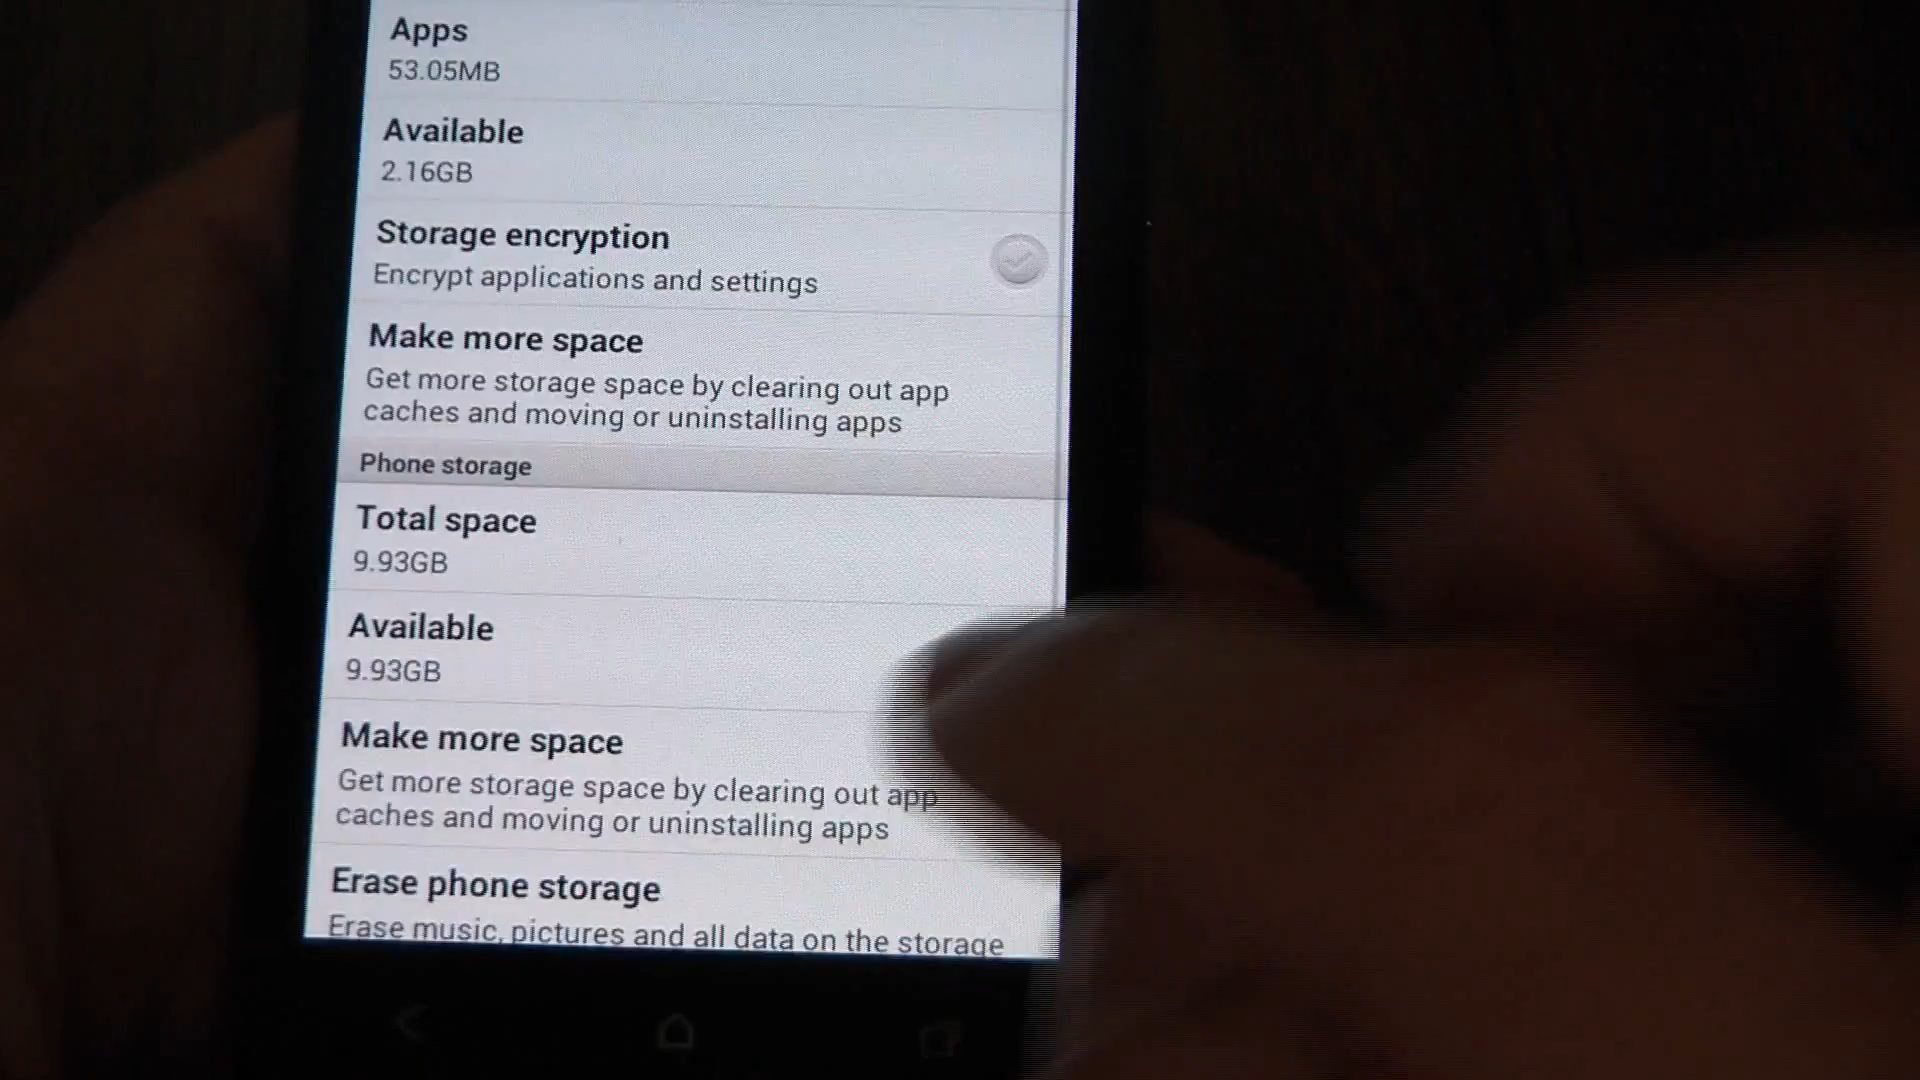 Apps
53.05MB
Available
2.16GB
Storage encryption
Encrypt applications and settings
Make more space
Get more storage space by clearing out app
caches and moving or uninstalling apps
Phone storage
Total space
9.93GB
Available
9.93GB
Make more space
Get more storage space by clearing out app
caches and moving or uninstalling apps
Erase phone storage
Erase music, pictures and all data on the storage